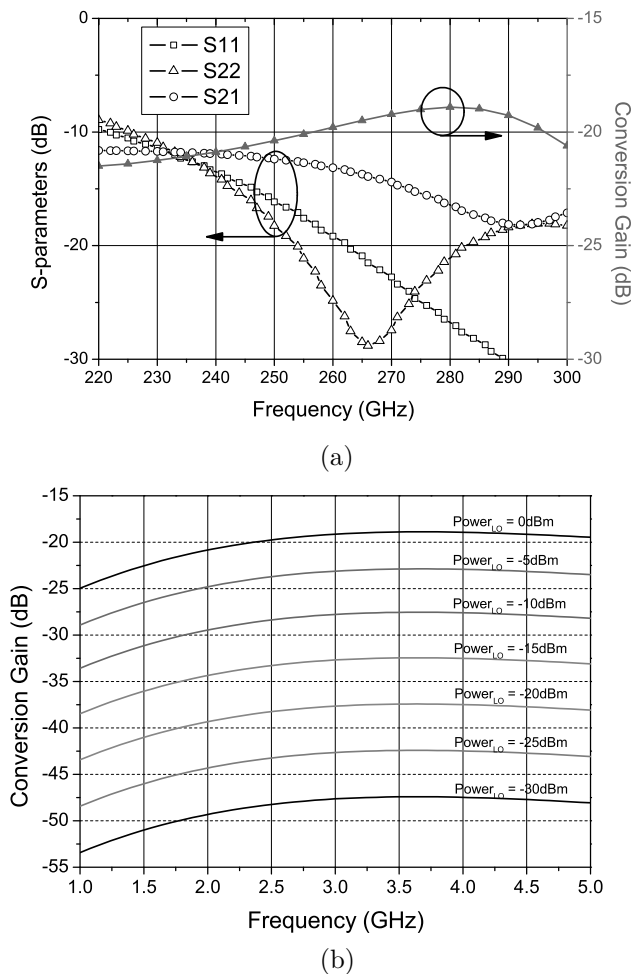 S11
S22
S21
0
-10
-20
-30
S-parameters (dB)
-15
-20
-25
-30
Conversion Gain
(dB)
220 230 240 250 260 270 280 290 300
Frequency (GHz)
(a)
-15
-20
-25
-30
-35
-40
-45
-50
-55
Conversion Gain (dB)
PowerLO = 0dBm
PowerLO = -5dBm
PowerLO = -10dBm
PowerLO = -15dBm
PowerLO = -20dBm
PowerLO = -25dBm
PowerLO = -30dBm
1.0 1.5 2.0 2.5 3.0 3.5 4.0 4.5 5.0
Frequency (GHz)
(b)